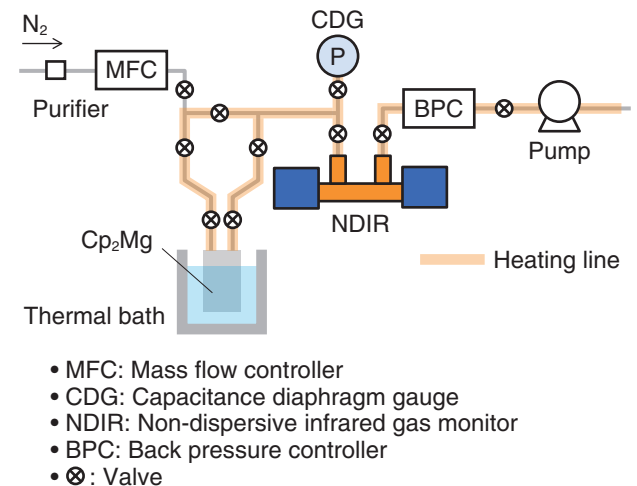 N₂
CDG
P
MFC
BPC
Purifier
Pump
NDIR
Cp₂Mg
Heating line
Thermal bath
• MFC: Mass flow controller
• CDG: Capacitance diaphragm gauge
• NDIR: Non-dispersive infrared gas monitor
• BPC: Back pressure controller
• ⊗: Valve